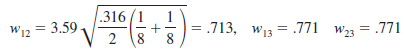 w₁₂ = 3.59 √(.316/2 (1/8 + 1/8)) = .713, w₁₃ = .771 w₂₃ = .771